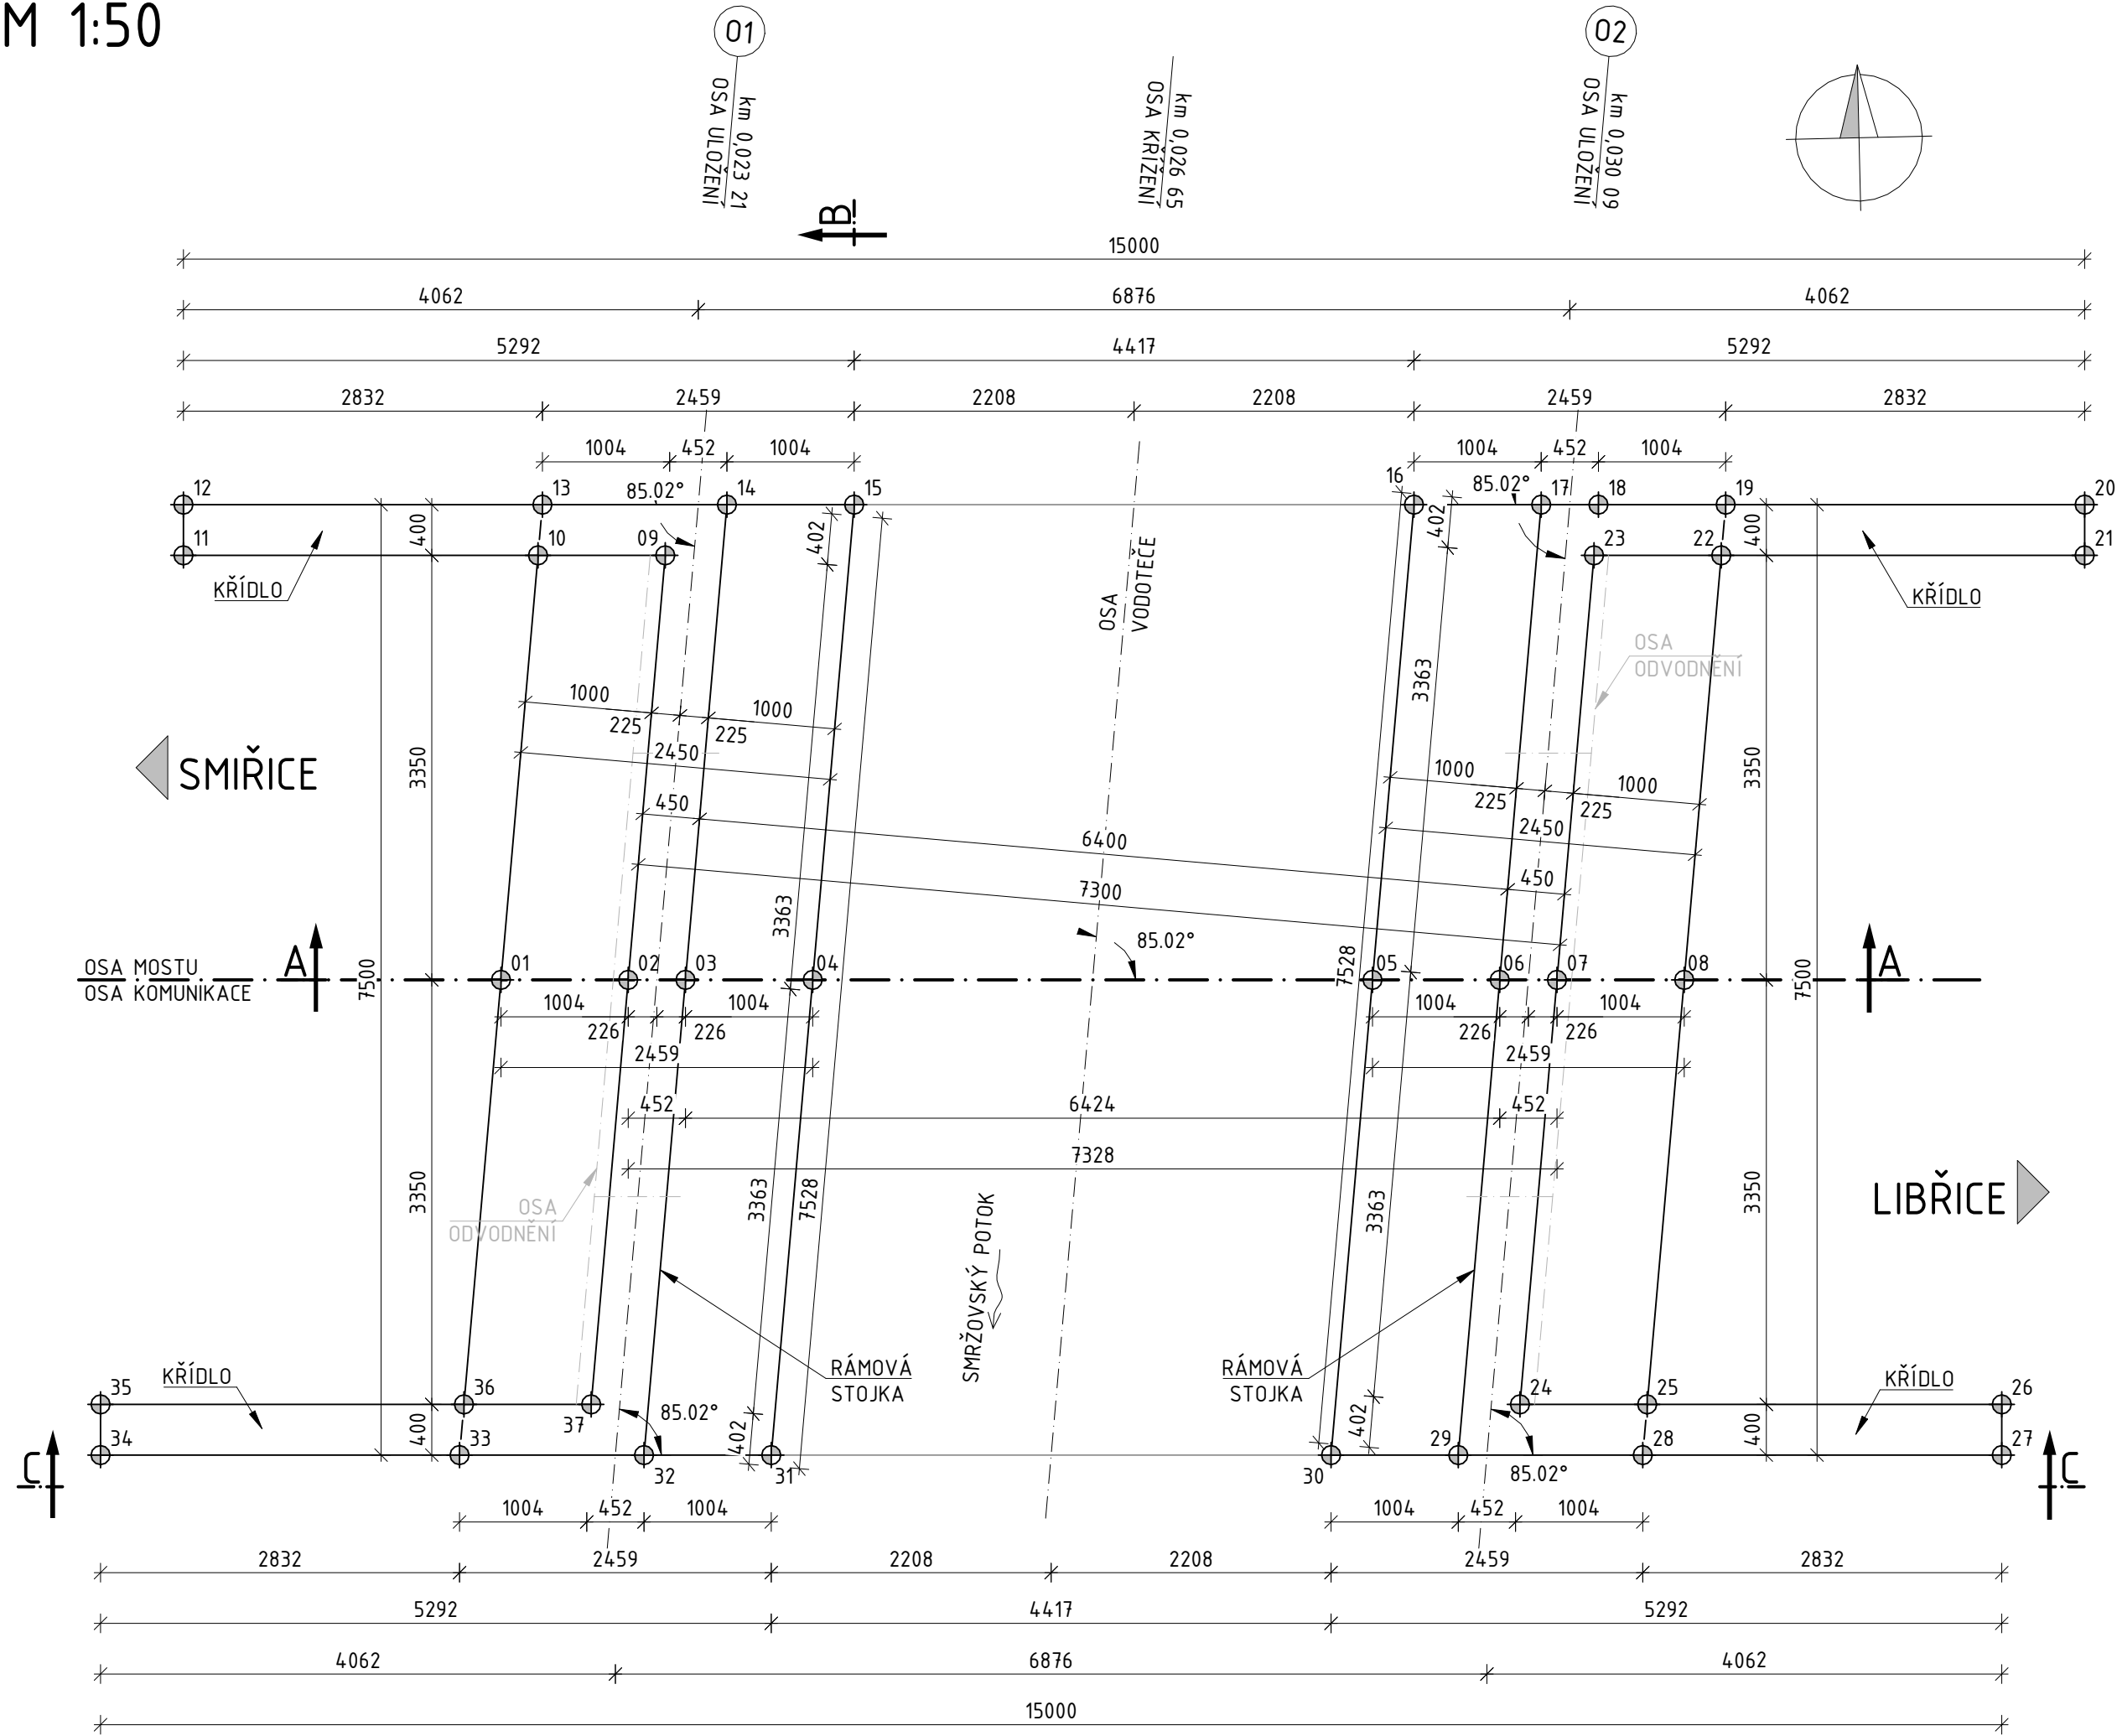 M 1:50
O1
O2
km 0,023 21
OSA ULOŽENÍ
km 0,026 65
OSA KŘÍŽENÍ
km 0,030 09
OSA ULOŽENÍ
B
15000
4062 6876 4062
5292 4417 5292
2832 2459 2208 2208 2459 2832
1004 452 1004 1004 452 1004
12 13 85.02° 14 15 16 85.02° 17 18 19 20
400 402 402 400
11 10 09 23 22 21
KŘÍDLO
OSA
VODOTEČE
KŘÍDLO
OSA
ODVODNĚNÍ
3363
1000 225 225 1000
2450
SMIŘICE
3350
3350
1000 225 225 1000
2450
450 6400 450
7300
3363
85.02°
OSA MOSTU
OSA KOMUNIKACE
A
A
7500
7528
7500
01 02 03 04 05 06 07 08
1004 226 226 1004 1004 226 226 1004
2459 2459
452 6424 452
7328
3350
3363
7528
3363
3350
OSA
ODVODNĚNÍ
SMRŽOVSKÝ POTOK
LIBŘICE
RÁMOVÁ
STOJKA
RÁMOVÁ
STOJKA
KŘÍDLO
KŘÍDLO
35 36 37 24 25 26
85.02°
400 402 402 400
34 33 32 31 30 29 28 27
85.02°
C
C
1004 452 1004 1004 452 1004
2832 2459 2208 2208 2459 2832
5292 4417 5292
4062 6876 4062
15000